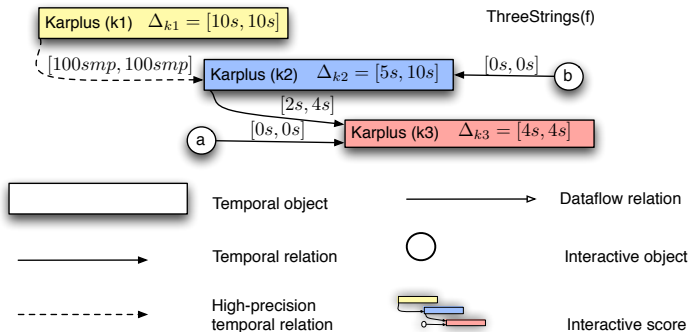 Karplus (k1) Δk1 = [10s, 10s]
ThreeStrings(f)
[100smp, 100smp]
Karplus (k2) Δk2 = [5s, 10s]
[0s, 0s]
b
[2s, 4s]
[0s, 0s]
a
Karplus (k3) Δk3 = [4s, 4s]
Temporal object
Dataflow relation
Temporal relation
Interactive object
High-precision
temporal relation
Interactive score